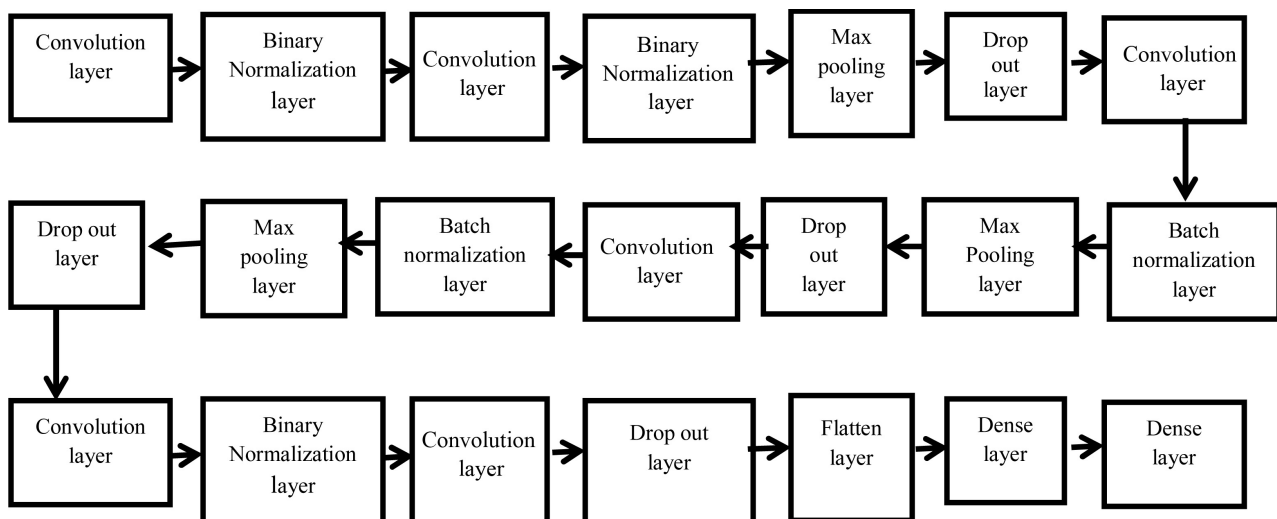 Convolution
layer
Binary
Normalization
layer
Convolution
layer
Binary
Normalization
layer
Max
pooling
layer
Drop
out
layer
Convolution
layer
Drop out
layer
Max
pooling
layer
Batch
normalization
layer
Convolution
layer
Drop
out
layer
Max
Pooling
layer
Batch
normalization
layer
Convolution
layer
Binary
Normalization
layer
Convolution
layer
Drop out
layer
Flatten
layer
Dense
layer
Dense
layer